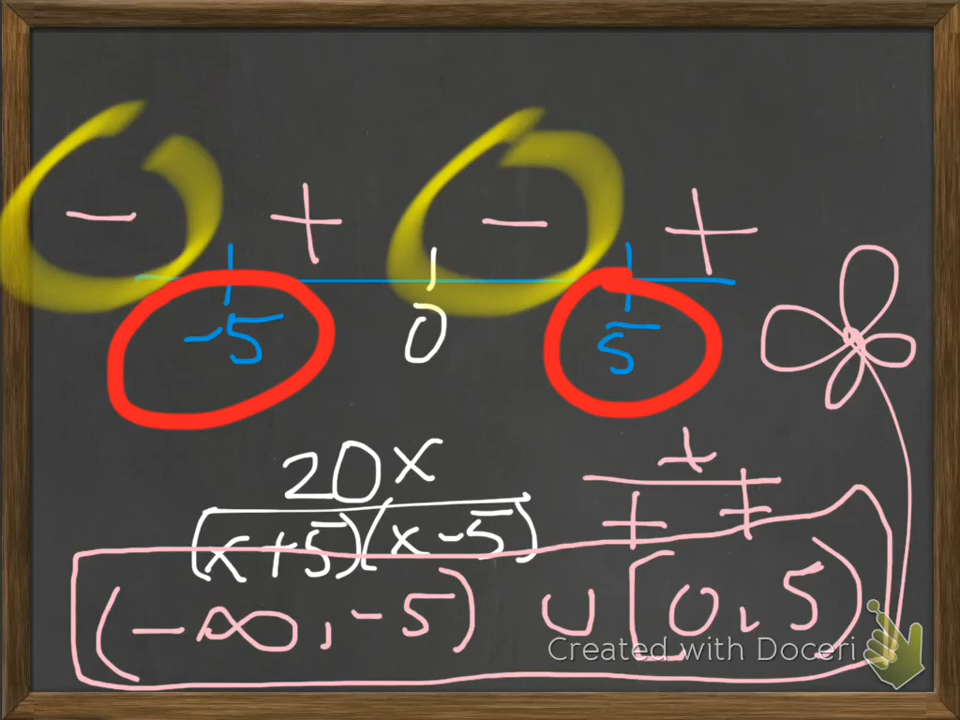 - + - +
-5 0 5
20x + 
(x+5)(x-5) + +
(-∞, -5) ∪ [0, 5)
Created with Doceri